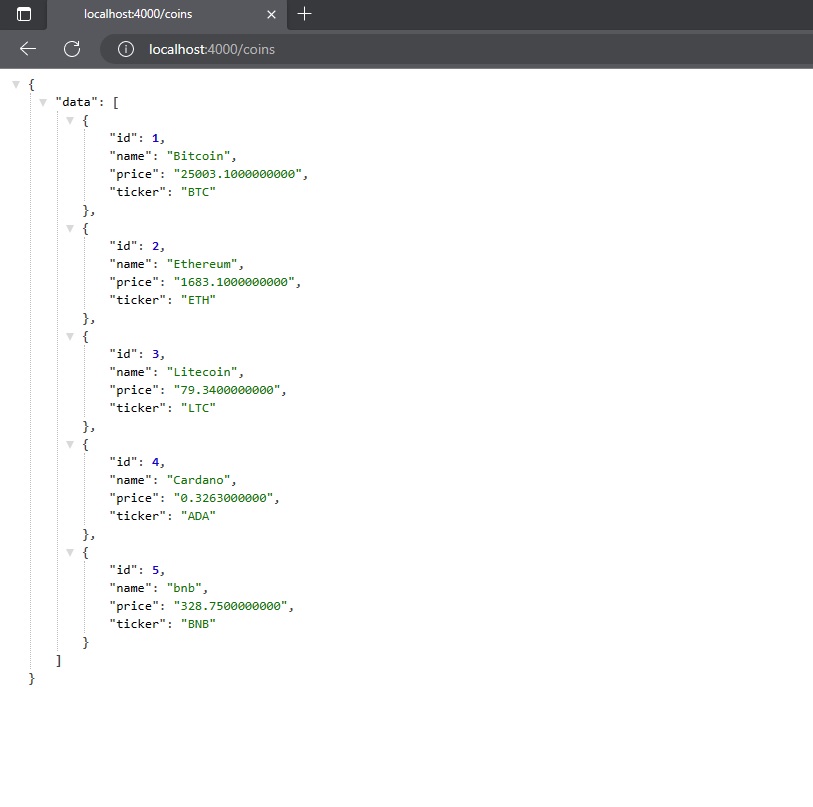 localhost:4000/coins
localhost:4000/coins
{
"data": [
{
"id": 1,
"name": "Bitcoin",
"price": "25003.1000000000",
"ticker": "BTC"
},
{
"id": 2,
"name": "Ethereum",
"price": "1683.1000000000",
"ticker": "ETH"
},
{
"id": 3,
"name": "Litecoin",
"price": "79.3400000000",
"ticker": "LTC"
},
{
"id": 4,
"name": "Cardano",
"price": "0.3263000000",
"ticker": "ADA"
},
{
"id": 5,
"name": "bnb",
"price": "328.7500000000",
"ticker": "BNB"
}
]
}